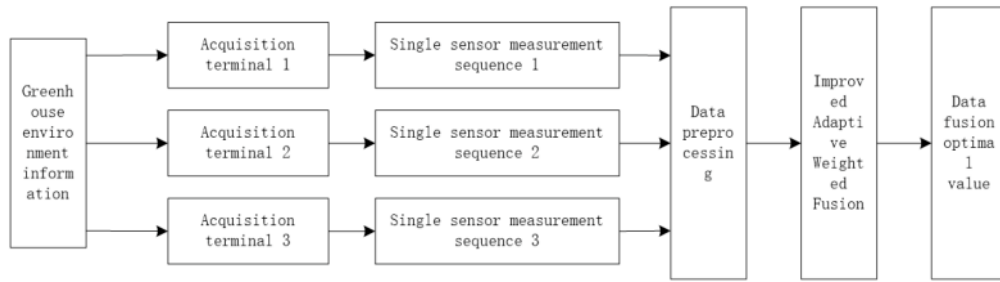 Greenh
ouse
enviro
nment
inform
ation
Acquisition
terminal 1
Single sensor measurement
sequence 1
Acquisition
terminal 2
Single sensor measurement
sequence 2
Acquisition
terminal 3
Single sensor measurement
sequence 3
Data
prepro
cessin
g
Improv
ed
Adapti
ve
Weight
ed
Fusion
Data
fusion
optima
l
value